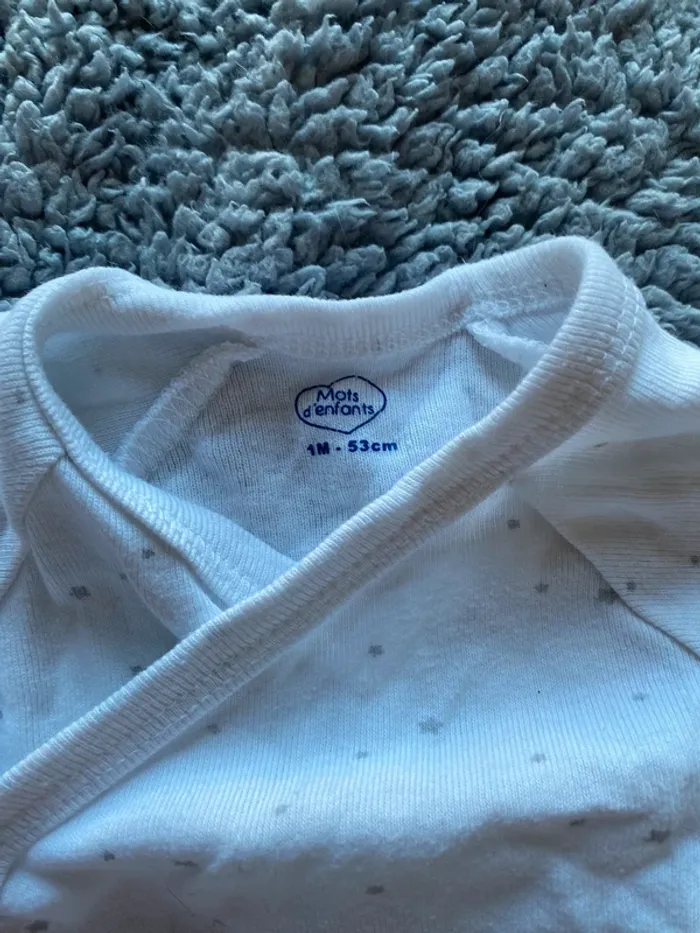 Mots
d'enfants
1M - 53cm